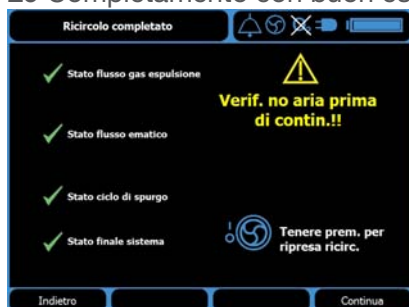 Ricircolo completato
Stato flusso gas espulsione
Verif. no aria prima
di contin.!!
Stato flusso ematico
Stato ciclo di spurgo
Stato finale sistema
Tenere prem. per
ripresa ricirc.
Indietro
Continua